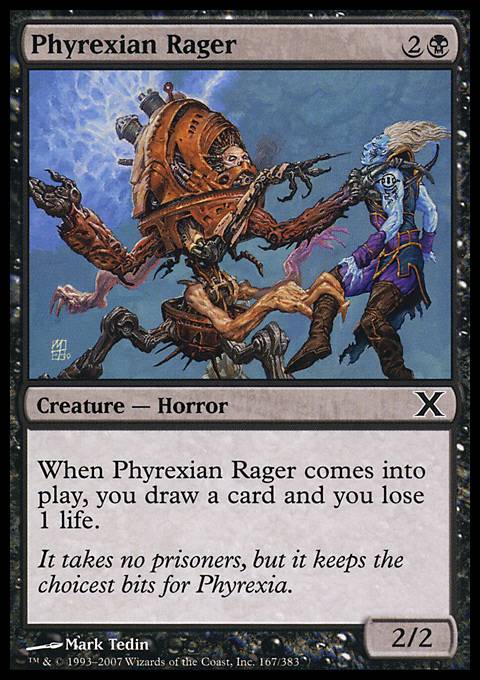 Phyrexian Rager 2
Creature — Horror X
When Phyrexian Rager comes into
play, you draw a card and you lose
1 life.
It takes no prisoners, but it keeps the
choicest bits for Phyrexia.
Mark Tedin
2/2
™ & © 1993–2007 Wizards of the Coast, Inc. 167/383